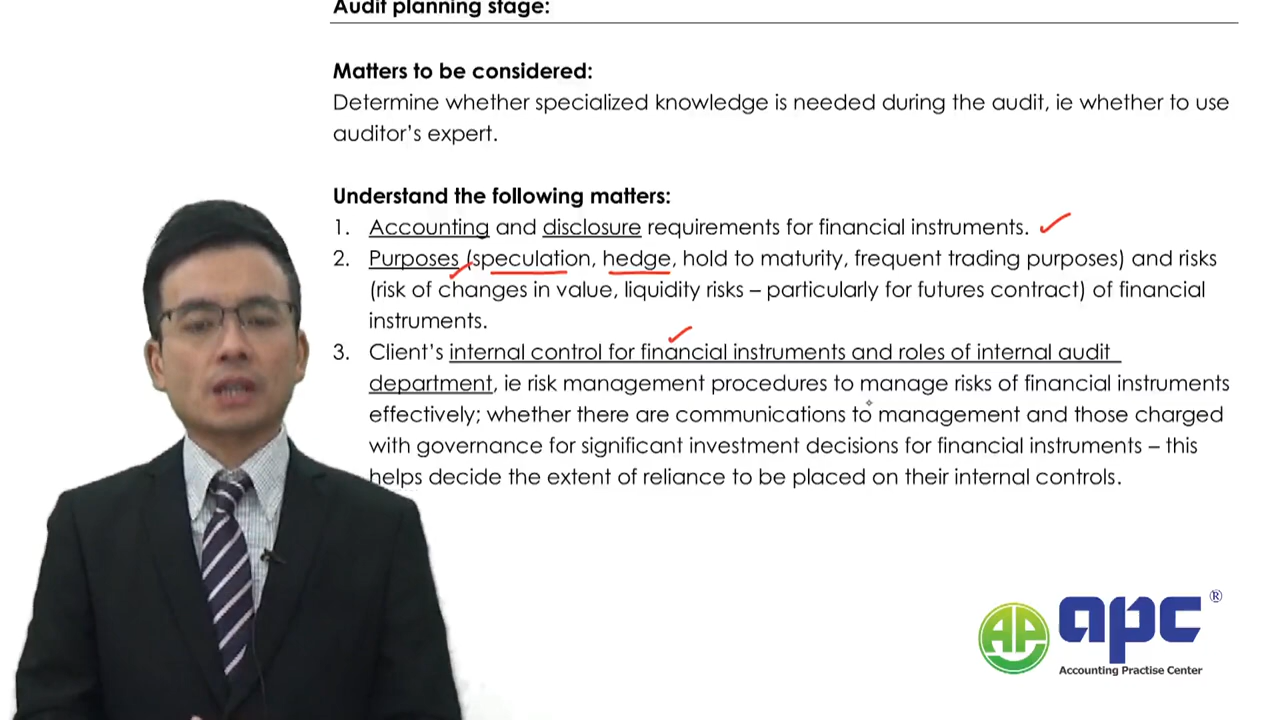 Audit planning stage:
Matters to be considered:
Determine whether specialized knowledge is needed during the audit, ie whether to use
auditor's expert.
Understand the following matters:
1. Accounting and disclosure requirements for financial instruments.
2. Purposes (speculation, hedge, hold to maturity, frequent trading purposes) and risks
(risk of changes in value, liquidity risks – particularly for futures contract) of financial
instruments.
3. Client's internal control for financial instruments and roles of internal audit
department, ie risk management procedures to manage risks of financial instruments
effectively; whether there are communications to management and those charged
with governance for significant investment decisions for financial instruments – this
helps decide the extent of reliance to be placed on their internal controls.
AP
apc®
Accounting Practise Center